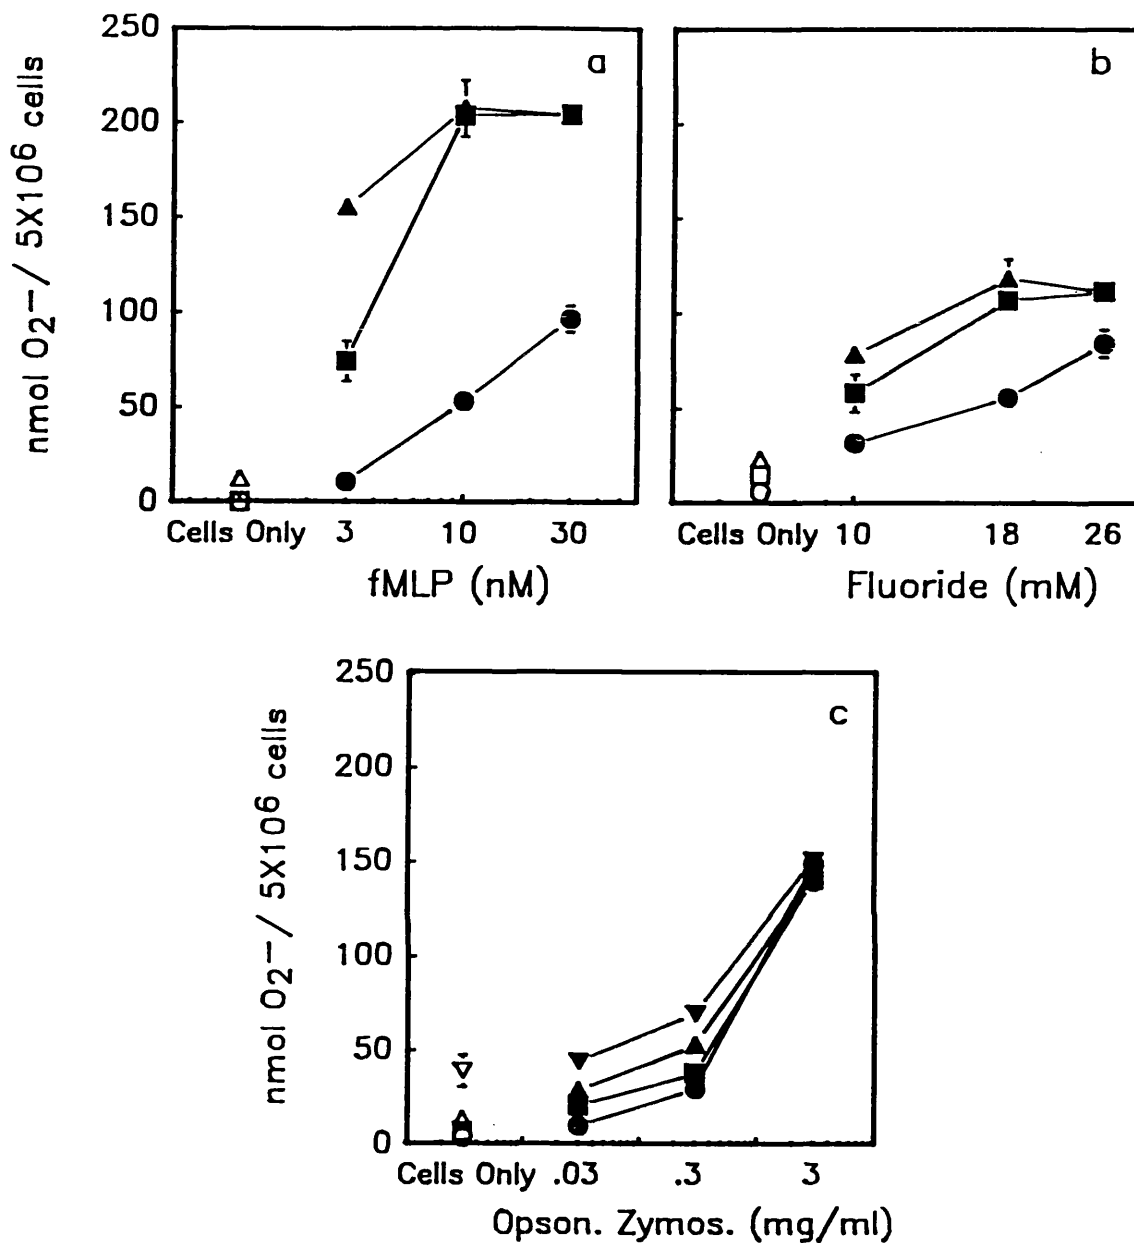 250
200
150
100
50
0
nmol O2⁻/ 5X10⁶ cells
a
Cells Only 3 10 30
fMLP (nM)
b
Cells Only 10 18 26
Fluoride (mM)
250
200
150
100
50
0
nmol O2⁻/ 5X10⁶ cells
c
Cells Only .03 .3 3
Opson. Zymos. (mg/ml)